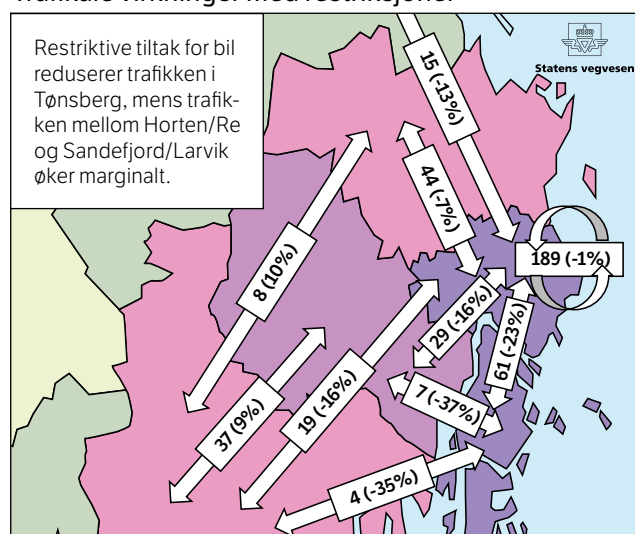 Restriktive tiltak for bil
reduserer trafikken i
Tønsberg, mens trafik-
ken mellom Horten/Re
og Sandefjord/Larvik
øker marginalt.
Statens vegvesen
15 (-13%)
44 (-7%)
189 (-1%)
8 (10%)
29 (-16%)
61 (-23%)
19 (-16%)
7 (-37%)
37 (9%)
4 (-35%)